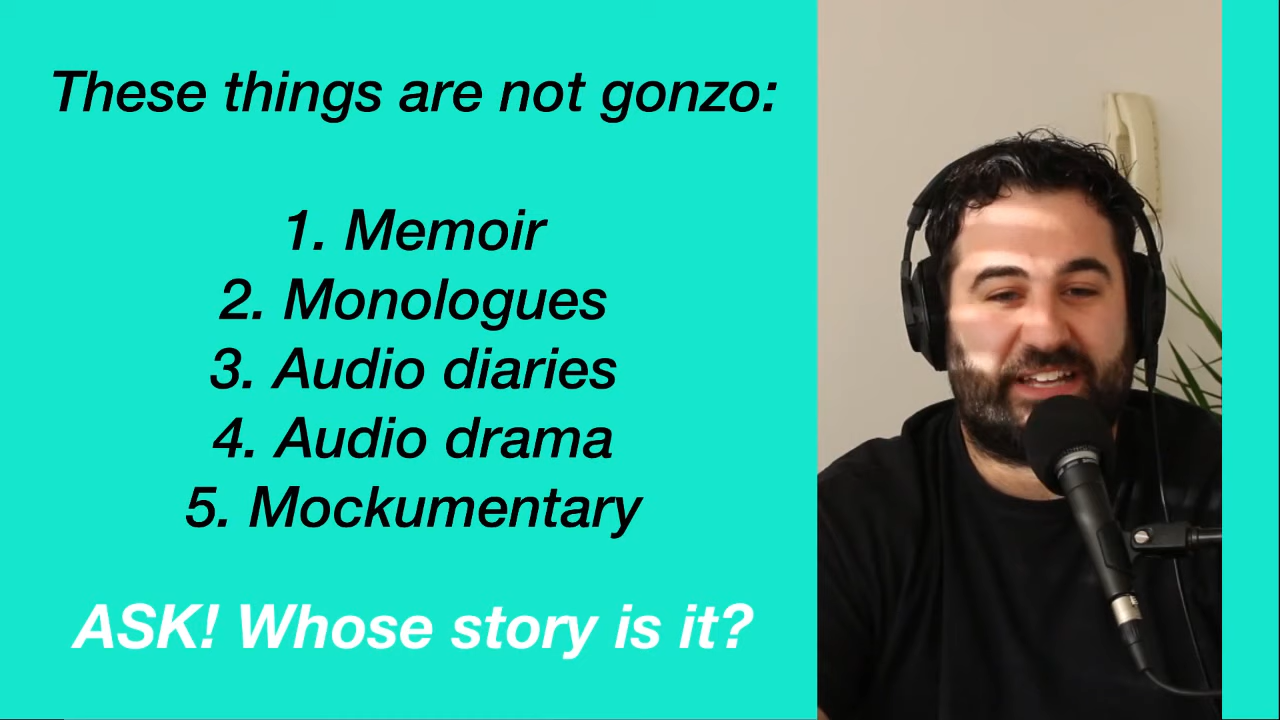 These things are not gonzo:
1. Memoir
2. Monologues
3. Audio diaries
4. Audio drama
5. Mockumentary
ASK! Whose story is it?